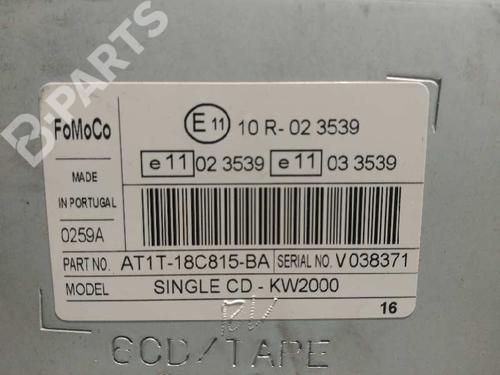 B-PARTS
FoMoCo
E 11 10 R- 02 3539
e 11 02 3539 e 11 03 3539
MADE
IN PORTUGAL
0259A
PART NO. AT1T-18C815-BA SERIAL NO. V 038371
MODEL SINGLE CD - KW2000
16
6CD/TAPE